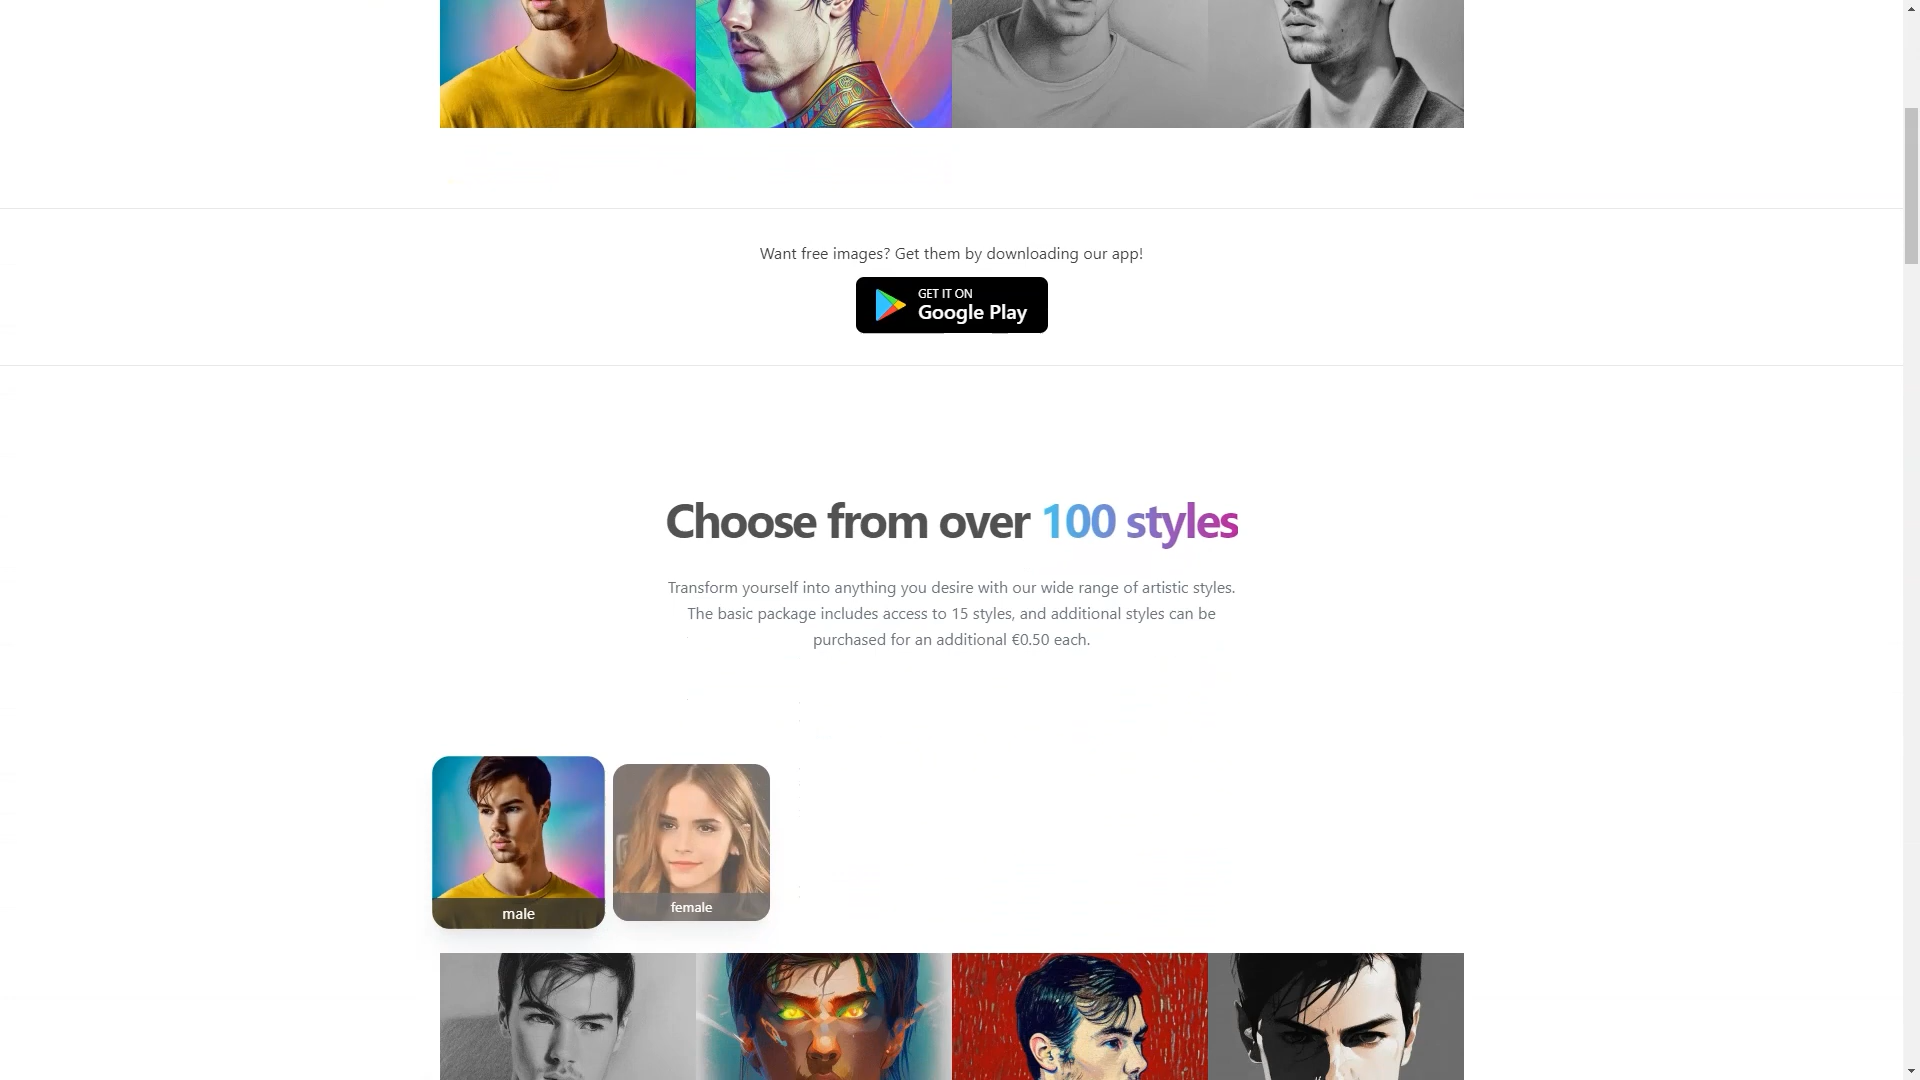 Want free images? Get them by downloading our app!
GET IT ON
Google Play
Choose from over 100 styles
Transform yourself into anything you desire with our wide range of artistic styles.
The basic package includes access to 15 styles, and additional styles can be
purchased for an additional €0.50 each.
male
female